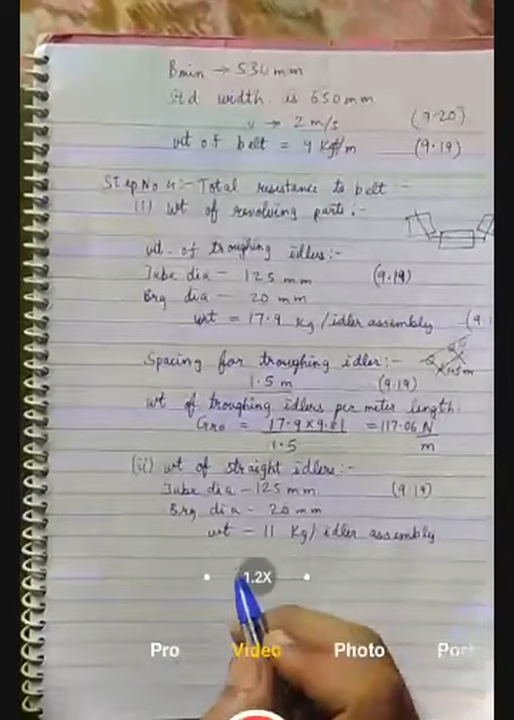 Bmin → 530 mm
Std width is 650 mm
v → 2 m/s (9.20)
wt of belt = 9 Kgf/m (9.19)
Step No 4:- Total resistance to belt :-
(i) wt of revolving parts :-
wt. of troughing idlers:-
Tube dia - 125 mm (9.19)
Brg dia - 20 mm
wt = 17.9 Kg/idler assembly (9.1
Spacing for troughing idler:-
1.5 m (9.19)
wt of troughing idlers per meter length
Gro = 17.9 x 9.81 / 1.5 = 117.06 N/m
(ii) wt of straight idlers:-
Tube dia - 125 mm (9.19)
Brg dia - 20 mm
wt - 11 Kg/idler assembly
1.2X
Pro Video Photo Por